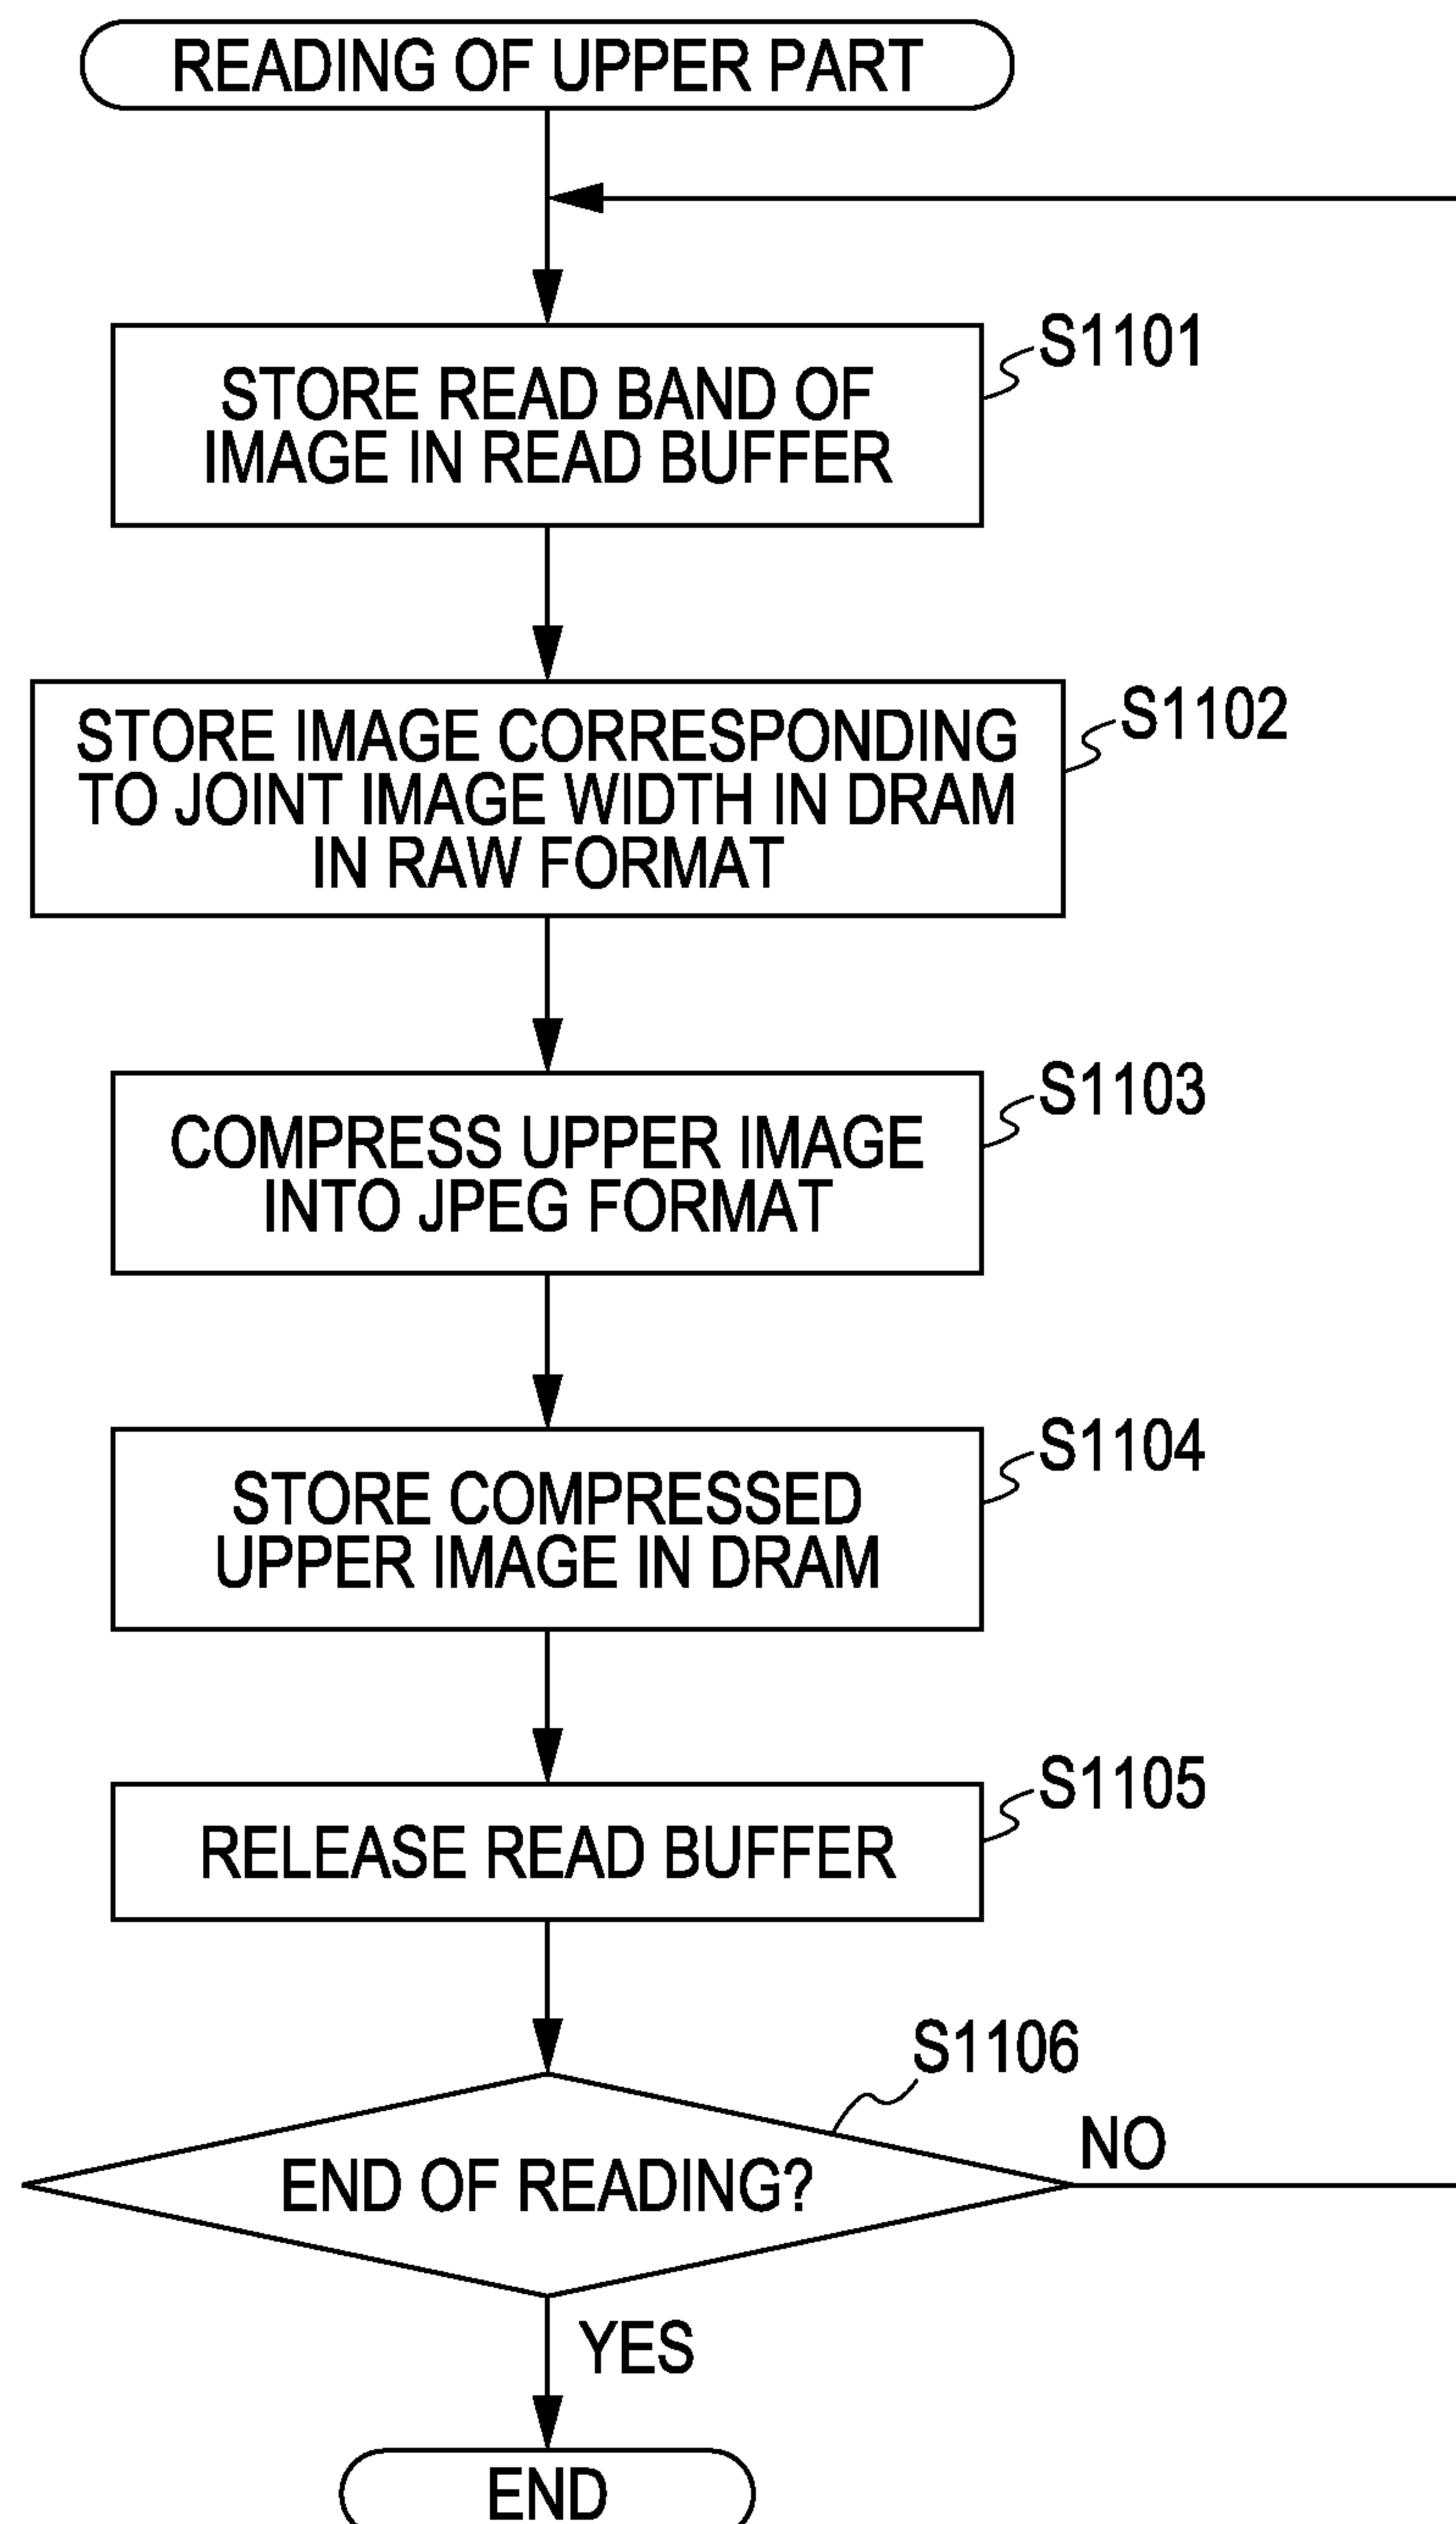 READING OF UPPER PART
S1101
STORE READ BAND OF
IMAGE IN READ BUFFER
S1102
STORE IMAGE CORRESPONDING
TO JOINT IMAGE WIDTH IN DRAM
IN RAW FORMAT
S1103
COMPRESS UPPER IMAGE
INTO JPEG FORMAT
S1104
STORE COMPRESSED
UPPER IMAGE IN DRAM
S1105
RELEASE READ BUFFER
S1106
END OF READING?
NO
YES
END